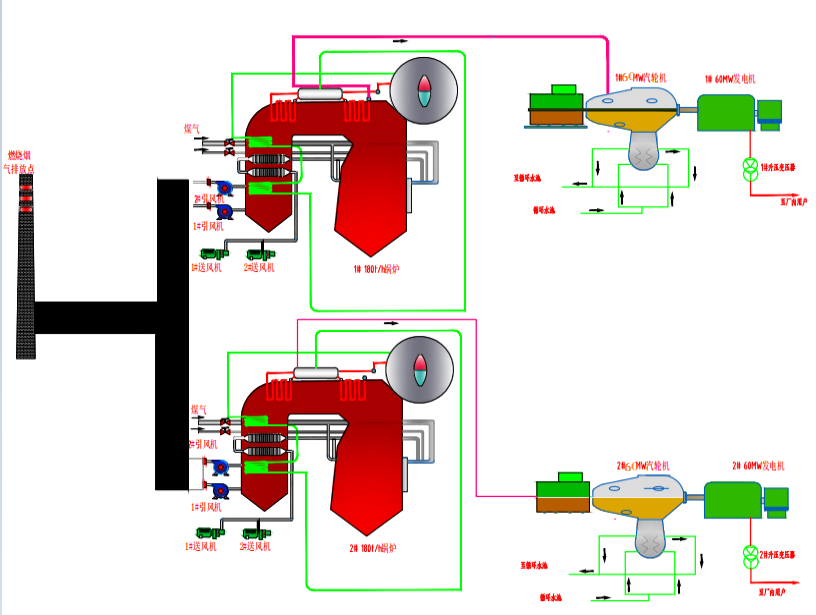 1#60MW汽轮机
1# 60MW发电机
煤气
燃烧烟
气排放点
1#升压变压器
至循环水池
2#引风机
至厂内用户
循环水池
1#引风机
1#送风机
2#送风机
1# 180t/h锅炉
煤气
2#引风机
2#60MW汽轮机
2# 60MW发电机
1#引风机
1#送风机
2#送风机
2# 180t/h锅炉
2#升压变压器
至循环水池
至厂内用户
循环水池